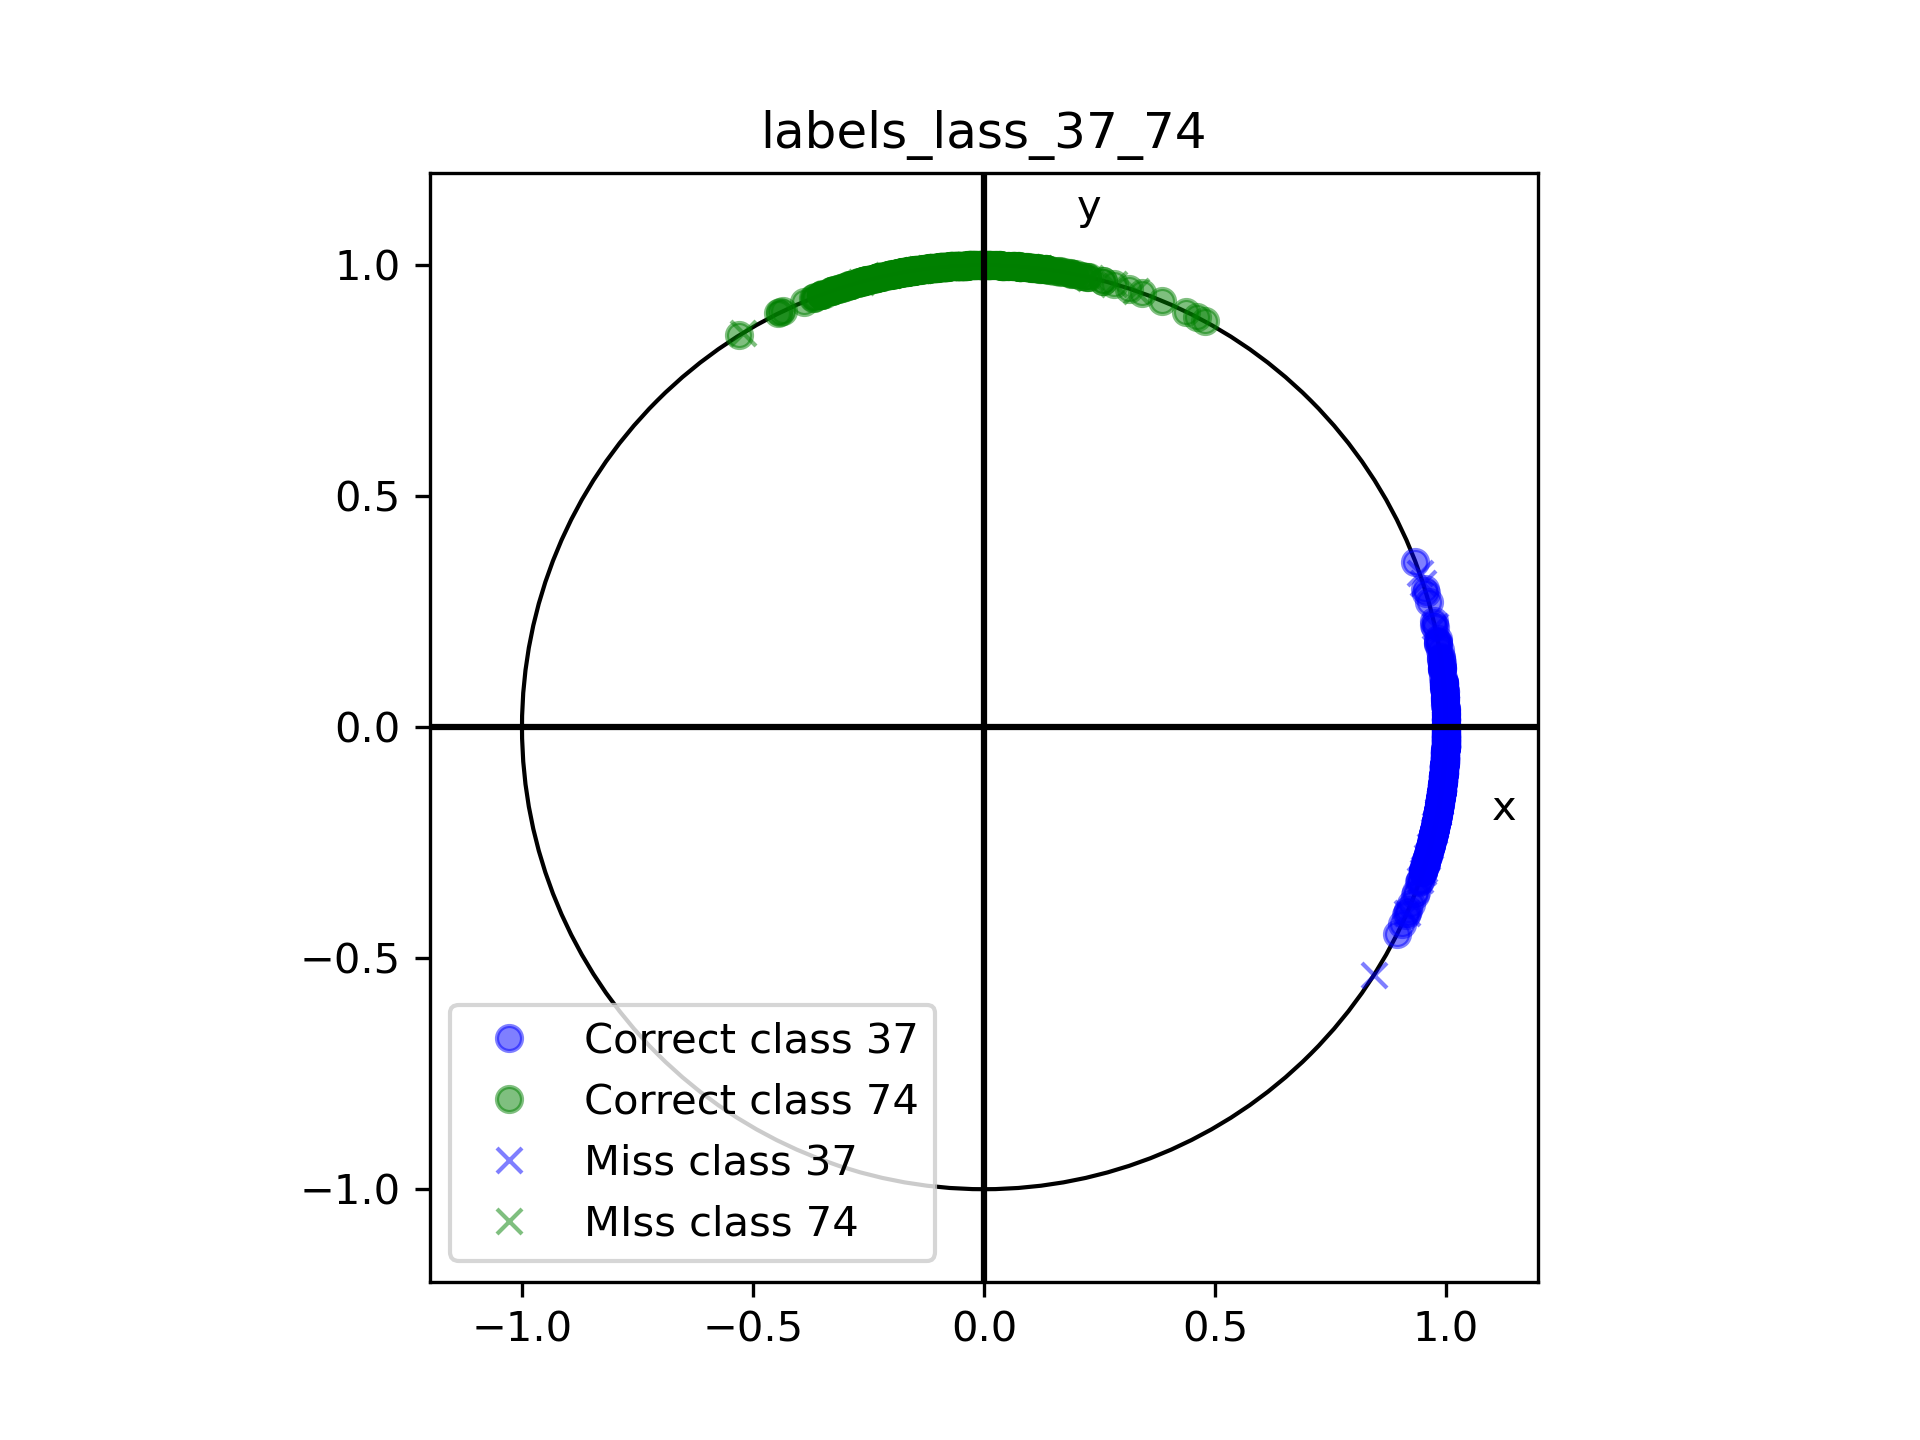 labels_lass_37_74
y
1.0
0.5
0.0
x
−0.5
−1.0
Correct class 37
Correct class 74
Miss class 37
MIss class 74
−1.0 −0.5 0.0 0.5 1.0